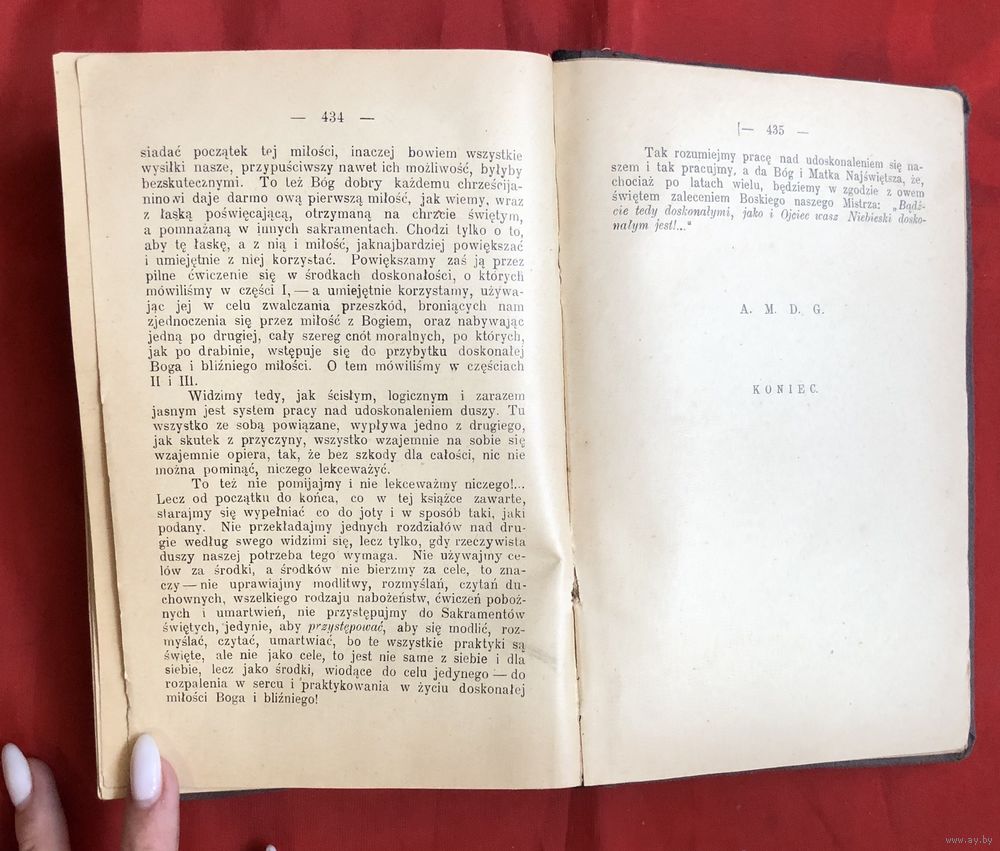 — 434 —
siadać początek tej miłości, inaczej bowiem wszystkie
wysiłki nasze, przypuściwszy nawet ich możliwość, byłyby
bezskutecznymi. To też Bóg dobry każdemu chrześcija-
ninowi daje darmo ową pierwszą miłość, jak wiemy, wraz
z łaską poświęcającą, otrzymaną na chrzcie świętym,
a pomnażaną w innych sakramentach. Chodzi tylko o to,
aby tę łaskę, a z nią i miłość, jaknajbardziej powiększać
i umiejętnie z niej korzystać. Powiększamy zaś ją przez
pilne ćwiczenie się w środkach doskonałości, o których
mówiliśmy w części I, — a umiejętnie korzystamy, używa-
jąc jej w celu zwalczania przeszkód, broniących nam
zjednoczenia się przez miłość z Bogiem, oraz nabywając
jedną po drugiej, cały szereg cnót moralnych, po których,
jak po drabinie, wstępuje się do przybytku doskonałej
Boga i bliźniego miłości. O tem mówiliśmy w częściach
II i III.
Widzimy tedy, jak ścisłym, logicznym i zarazem
jasnym jest system pracy nad udoskonaleniem duszy. Tu
wszystko ze sobą powiązane, wypływa jedno z drugiego,
jak skutek z przyczyny, wszystko wzajemnie na sobie się
wzajemnie opiera, tak, że bez szkody dla całości, nic nie
można pominąć, niczego lekceważyć.
To też nie pomijajmy i nie lekceważmy niczego!...
Lecz od początku do końca, co w tej książce zawarte,
starajmy się wypełniać co do joty i w sposób taki, jaki
podany. Nie przekładajmy jednych rozdziałów nad dru-
gie według swego widzimi się, lecz tylko, gdy rzeczywista
duszy naszej potrzeba tego wymaga. Nie używajmy ce-
lów za środki, a środków nie bierzmy za cele, to zna-
czy — nie uprawiajmy modlitwy, rozmyślań, czytań du-
chownych, wszelkiego rodzaju nabożeństw, ćwiczeń poboż-
nych i umartwień, nie przystępujmy do Sakramentów
świętych, jedynie, aby przystępować, aby się modlić, roz-
myślać, czytać, umartwiać, bo te wszystkie praktyki są
święte, ale nie jako cele, to jest nie same z siebie i dla
siebie, lecz jako środki, wiodące do celu jedynego — do
rozpalenia w sercu i praktykowania w życiu doskonałej
miłości Boga i bliźniego!
— 435 —
Tak rozumiejmy pracę nad udoskonaleniem się na-
szem i tak pracujmy, a da Bóg i Matka Najświętsza, że,
chociaż po latach wielu, będziemy w zgodzie z owem
świętem zaleceniem Boskiego naszego Mistrza: „Bądź-
cie tedy doskonałymi, jako i Ojciec wasz Niebieski dosko-
nałym jest!..."
A. M. D. G.
KONIEC.
www.ay.by